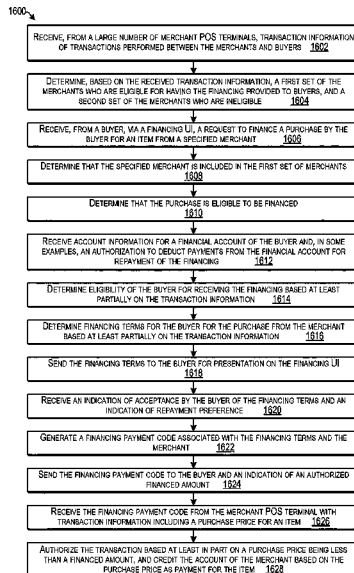 1600
RECEIVE, FROM A LARGE NUMBER OF MERCHANT POS TERMINALS, TRANSACTION INFORMATION
OF TRANSACTIONS PERFORMED BETWEEN THE MERCHANTS AND BUYERS 1602
DETERMINE, BASED ON THE RECEIVED TRANSACTION INFORMATION, A FIRST SET OF THE
MERCHANTS WHO ARE ELIGIBLE FOR HAVING THE FINANCING PROVIDED TO BUYERS, AND A
SECOND SET OF THE MERCHANTS WHO ARE INELIGIBLE 1604
RECEIVE, FROM A BUYER, VIA A FINANCING UI, A REQUEST TO FINANCE A PURCHASE BY THE
BUYER FOR AN ITEM FROM A SPECIFIED MERCHANT 1606
DETERMINE THAT THE SPECIFIED MERCHANT IS INCLUDED IN THE FIRST SET OF MERCHANTS
1609
DETERMINE THAT THE PURCHASE IS ELIGIBLE TO BE FINANCED
1610
RECEIVE ACCOUNT INFORMATION FOR A FINANCIAL ACCOUNT OF THE BUYER AND, IN SOME
EXAMPLES, AN AUTHORIZATION TO DEDUCT PAYMENTS FROM THE FINANCIAL ACCOUNT FOR
REPAYMENT OF THE FINANCING 1612
DETERMINE ELIGIBILITY OF THE BUYER FOR RECEIVING THE FINANCING BASED AT LEAST
PARTIALLY ON THE TRANSACTION INFORMATION 1614
DETERMINE FINANCING TERMS FOR THE BUYER FOR THE PURCHASE FROM THE MERCHANT
BASED AT LEAST PARTIALLY ON THE TRANSACTION INFORMATION 1616
SEND THE FINANCING TERMS TO THE BUYER FOR PRESENTATION ON THE FINANCING UI
1618
RECEIVE AN INDICATION OF ACCEPTANCE BY THE BUYER OF THE FINANCING TERMS AND AN
INDICATION OF REPAYMENT PREFERENCE 1620
GENERATE A FINANCING PAYMENT CODE ASSOCIATED WITH THE FINANCING TERMS AND THE
MERCHANT 1622
SEND THE FINANCING PAYMENT CODE TO THE BUYER AND AN INDICATION OF AN AUTHORIZED
FINANCED AMOUNT 1624
RECEIVE THE FINANCING PAYMENT CODE FROM THE MERCHANT POS TERMINAL WITH
TRANSACTION INFORMATION INCLUDING A PURCHASE PRICE FOR AN ITEM 1626
AUTHORIZE THE TRANSACTION BASED AT LEAST IN PART ON A PURCHASE PRICE BEING LESS
THAN A FINANCED AMOUNT, AND CREDIT THE ACCOUNT OF THE MERCHANT BASED ON THE
PURCHASE PRICE AS PAYMENT FOR THE ITEM 1628